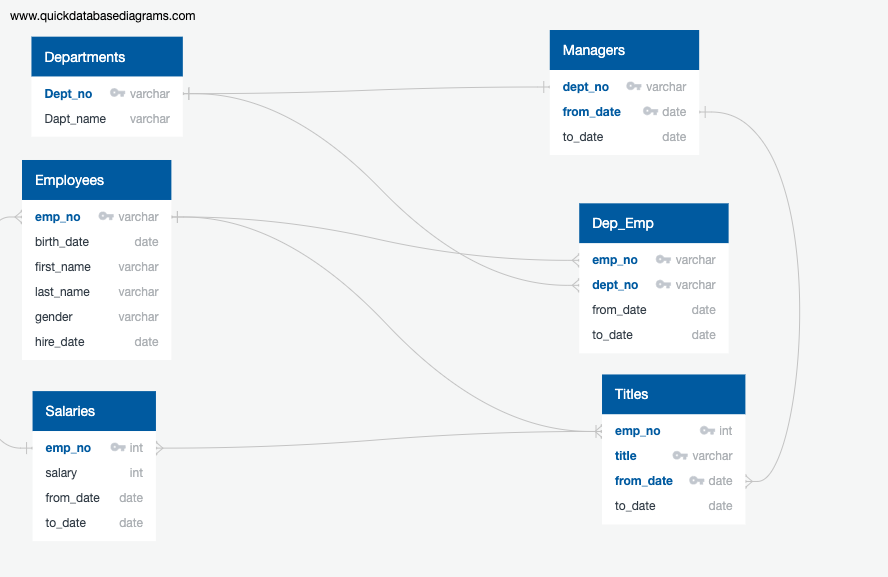 www.quickdatabasediagrams.com
Departments
Dept_no varchar
Dapt_name varchar
Employees
emp_no varchar
birth_date date
first_name varchar
last_name varchar
gender varchar
hire_date date
Salaries
emp_no int
salary int
from_date date
to_date date
Managers
dept_no varchar
from_date date
to_date date
Dep_Emp
emp_no varchar
dept_no varchar
from_date date
to_date date
Titles
emp_no int
title varchar
from_date date
to_date date